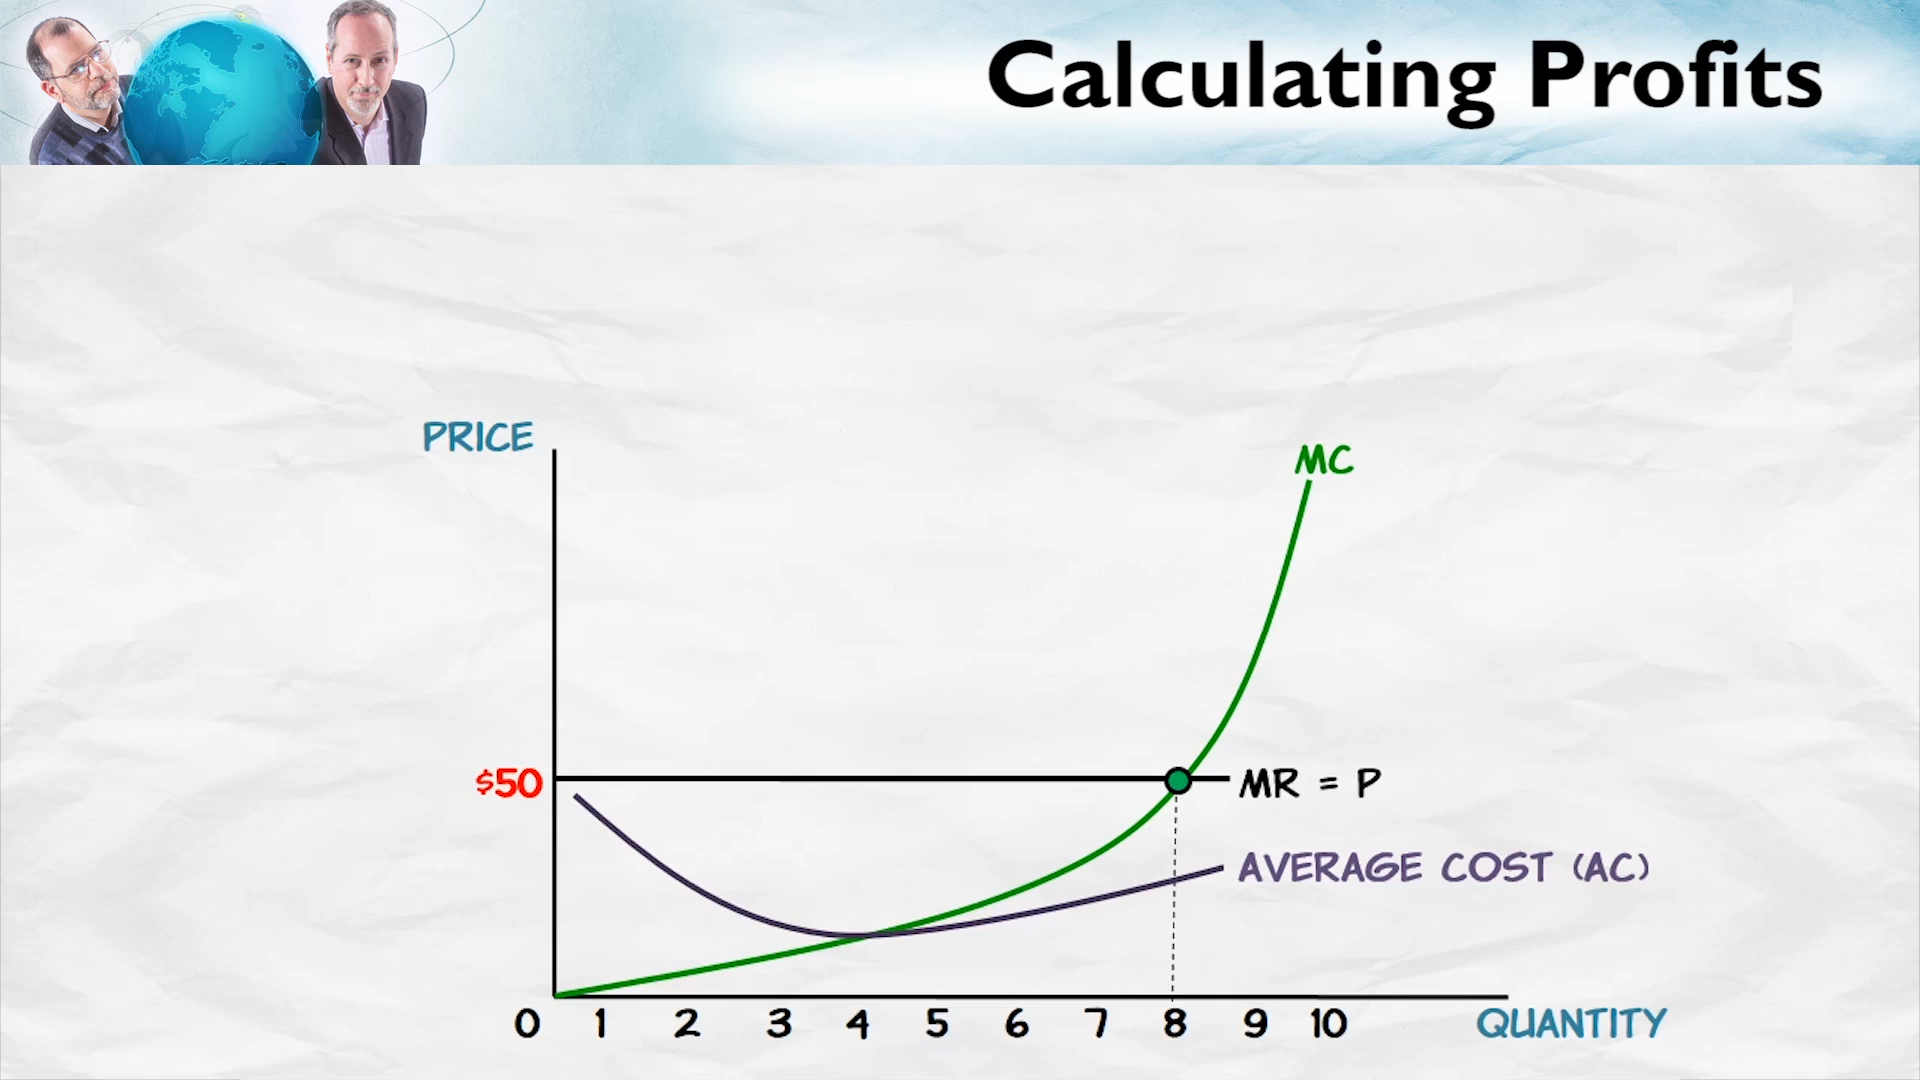 Calculating Profits
PRICE
MC
$50
MR = P
AVERAGE COST (AC)
0 1 2 3 4 5 6 7 8 9 10
QUANTITY